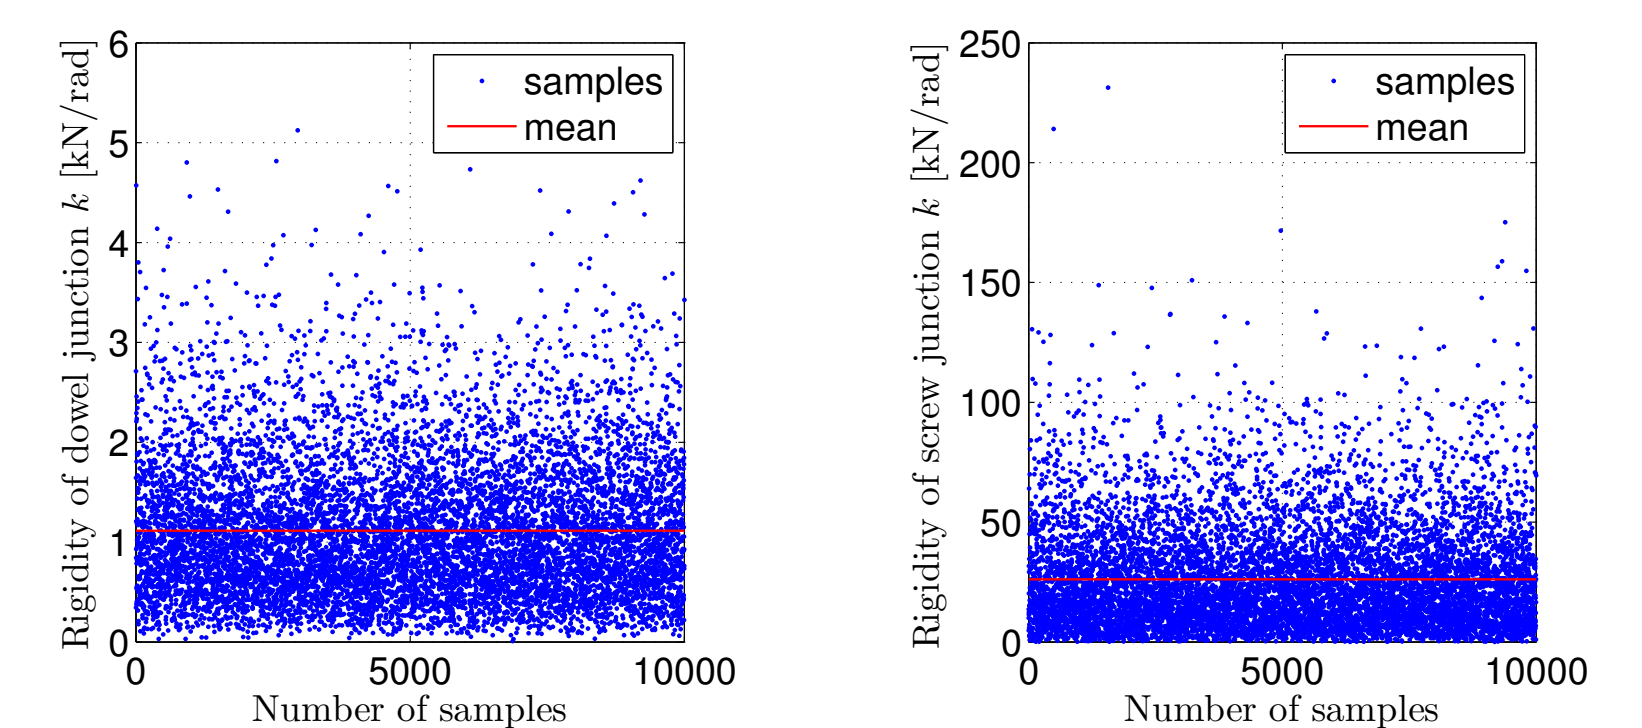 Rigidity of dowel junction k [kN/rad]
6
5
4
3
2
1
0
0 5000 10000
Number of samples
samples
mean
Rigidity of screw junction k [kN/rad]
250
200
150
100
50
0
0 5000 10000
Number of samples
samples
mean